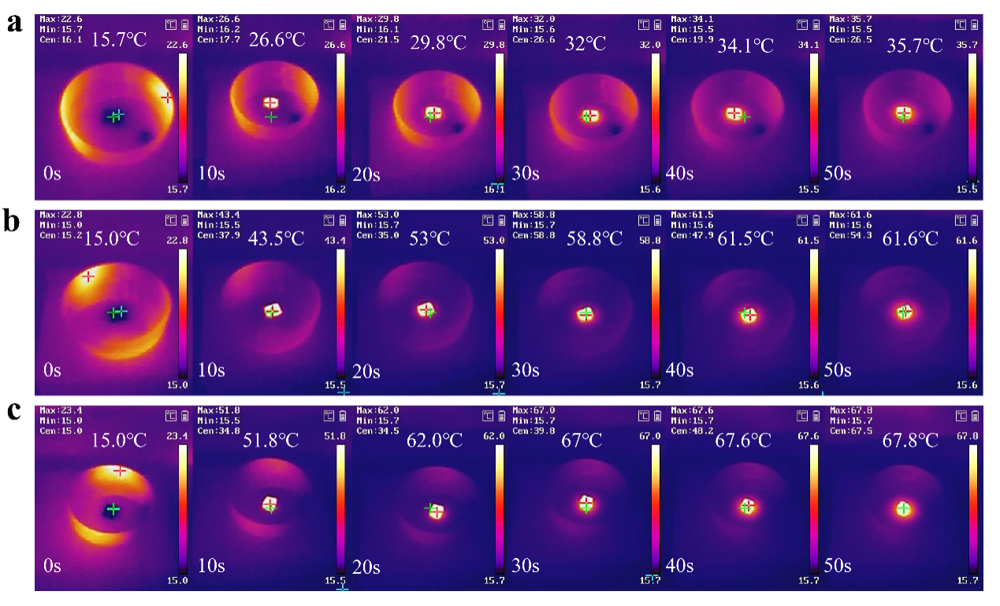 a
Max:22.6
Min:15.7
Cen:16.1
15.7℃
22.6
0s
15.7
Max:26.6
Min:16.2
Cen:17.7
26.6℃
26.6
10s
16.2
Max:29.8
Min:16.1
Cen:21.5
29.8℃
29.8
20s
16.1
Max:32.0
Min:15.6
Cen:26.6
32℃
32.0
30s
15.6
Max:34.1
Min:15.5
Cen:19.9
34.1℃
34.1
40s
15.5
Max:35.7
Min:15.5
Cen:26.5
35.7℃
35.7
50s
15.5
b
Max:22.8
Min:15.0
Cen:15.2
15.0℃
22.8
0s
15.0
Max:43.4
Min:15.5
Cen:37.9
43.5℃
43.4
10s
15.5
Max:53.0
Min:15.7
Cen:35.0
53℃
53.0
20s
15.7
Max:58.8
Min:15.7
Cen:58.8
58.8℃
58.8
30s
15.7
Max:61.5
Min:15.6
Cen:47.9
61.5℃
61.5
40s
15.6
Max:61.6
Min:15.6
Cen:54.3
61.6℃
61.6
50s
15.6
c
Max:23.4
Min:15.0
Cen:15.0
15.0℃
23.4
0s
15.0
Max:51.8
Min:15.5
Cen:34.8
51.8℃
51.8
10s
15.5
Max:62.0
Min:15.7
Cen:34.5
62.0℃
62.0
20s
15.7
Max:67.0
Min:15.7
Cen:39.8
67℃
67.0
30s
15.7
Max:67.6
Min:15.7
Cen:48.2
67.6℃
67.6
40s
15.7
Max:67.8
Min:15.7
Cen:67.5
67.8℃
67.8
50s
15.7